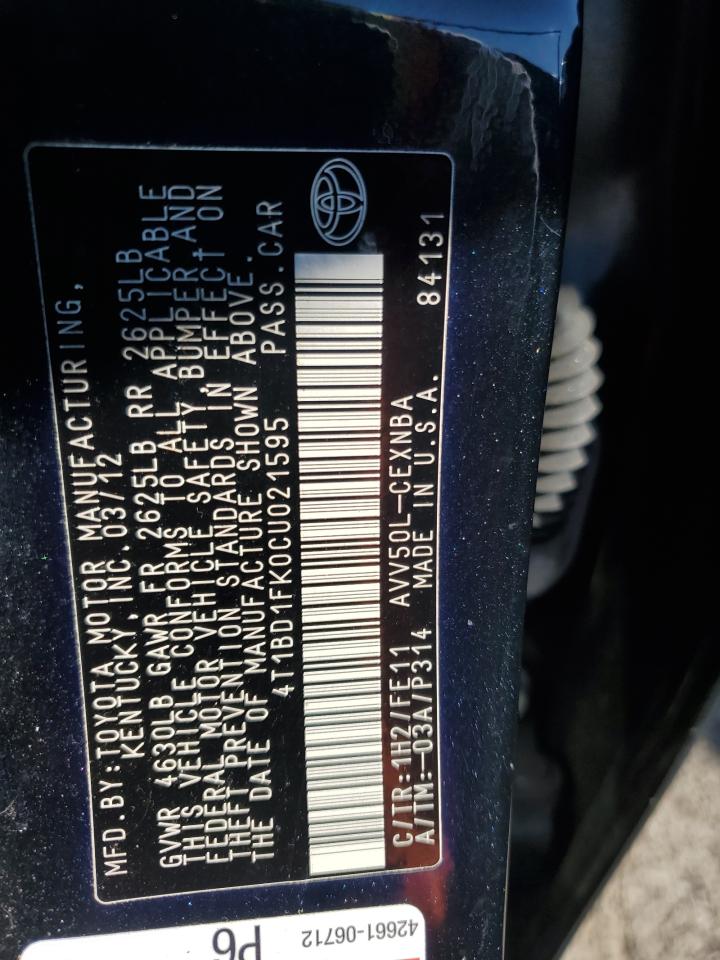 MFD.BY:TOYOTA MOTOR MANUFACTURING,
KENTUCKY,INC.03/12
GVWR 4630LB GAWR FR 2625LB RR 2625LB
THIS VEHICLE CONFORMS TO ALL APPLICABLE
FEDERAL MOTOR VEHICLE SAFETY, BUMPER AND
THEFT PREVENTION STANDARDS IN EFFECT ON
THE DATE OF MANUFACTURE SHOWN ABOVE.
4T1BD1FK0CU021595 PASS.CAR
C/TR:1H2/FE11 AVV50L-CEXNBA
A/TM:-03A/P314 MADE IN U.S.A. 84131
42661-06712
P6